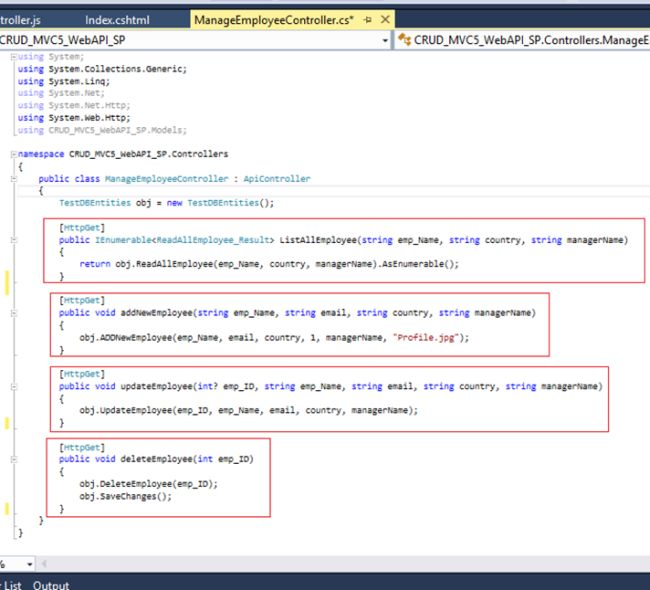 troller.js Index.cshtml ManageEmployeeController.cs*
CRUD_MVC5_WebAPI_SP CRUD_MVC5_WebAPI_SP.Controllers.ManageE
using System;
using System.Collections.Generic;
using System.Linq;
using System.Net;
using System.Net.Http;
using System.Web.Http;
using CRUD_MVC5_WebAPI_SP.Models;
namespace CRUD_MVC5_WebAPI_SP.Controllers
{
public class ManageEmployeeController : ApiController
{
TestDBEntities obj = new TestDBEntities();
[HttpGet]
public IEnumerable<ReadAllEmployee_Result> ListAllEmployee(string emp_Name, string country, string managerName)
{
return obj.ReadAllEmployee(emp_Name, country, managerName).AsEnumerable();
}
[HttpGet]
public void addNewEmployee(string emp_Name, string email, string country, string managerName)
{
obj.ADDNewEmployee(emp_Name, email, country, 1, managerName, "Profile.jpg");
}
[HttpGet]
public void updateEmployee(int? emp_ID, string emp_Name, string email, string country, string managerName)
{
obj.UpdateEmployee(emp_ID, emp_Name, email, country, managerName);
}
[HttpGet]
public void deleteEmployee(int emp_ID)
{
obj.DeleteEmployee(emp_ID);
obj.SaveChanges();
}
}
}
%
List Output